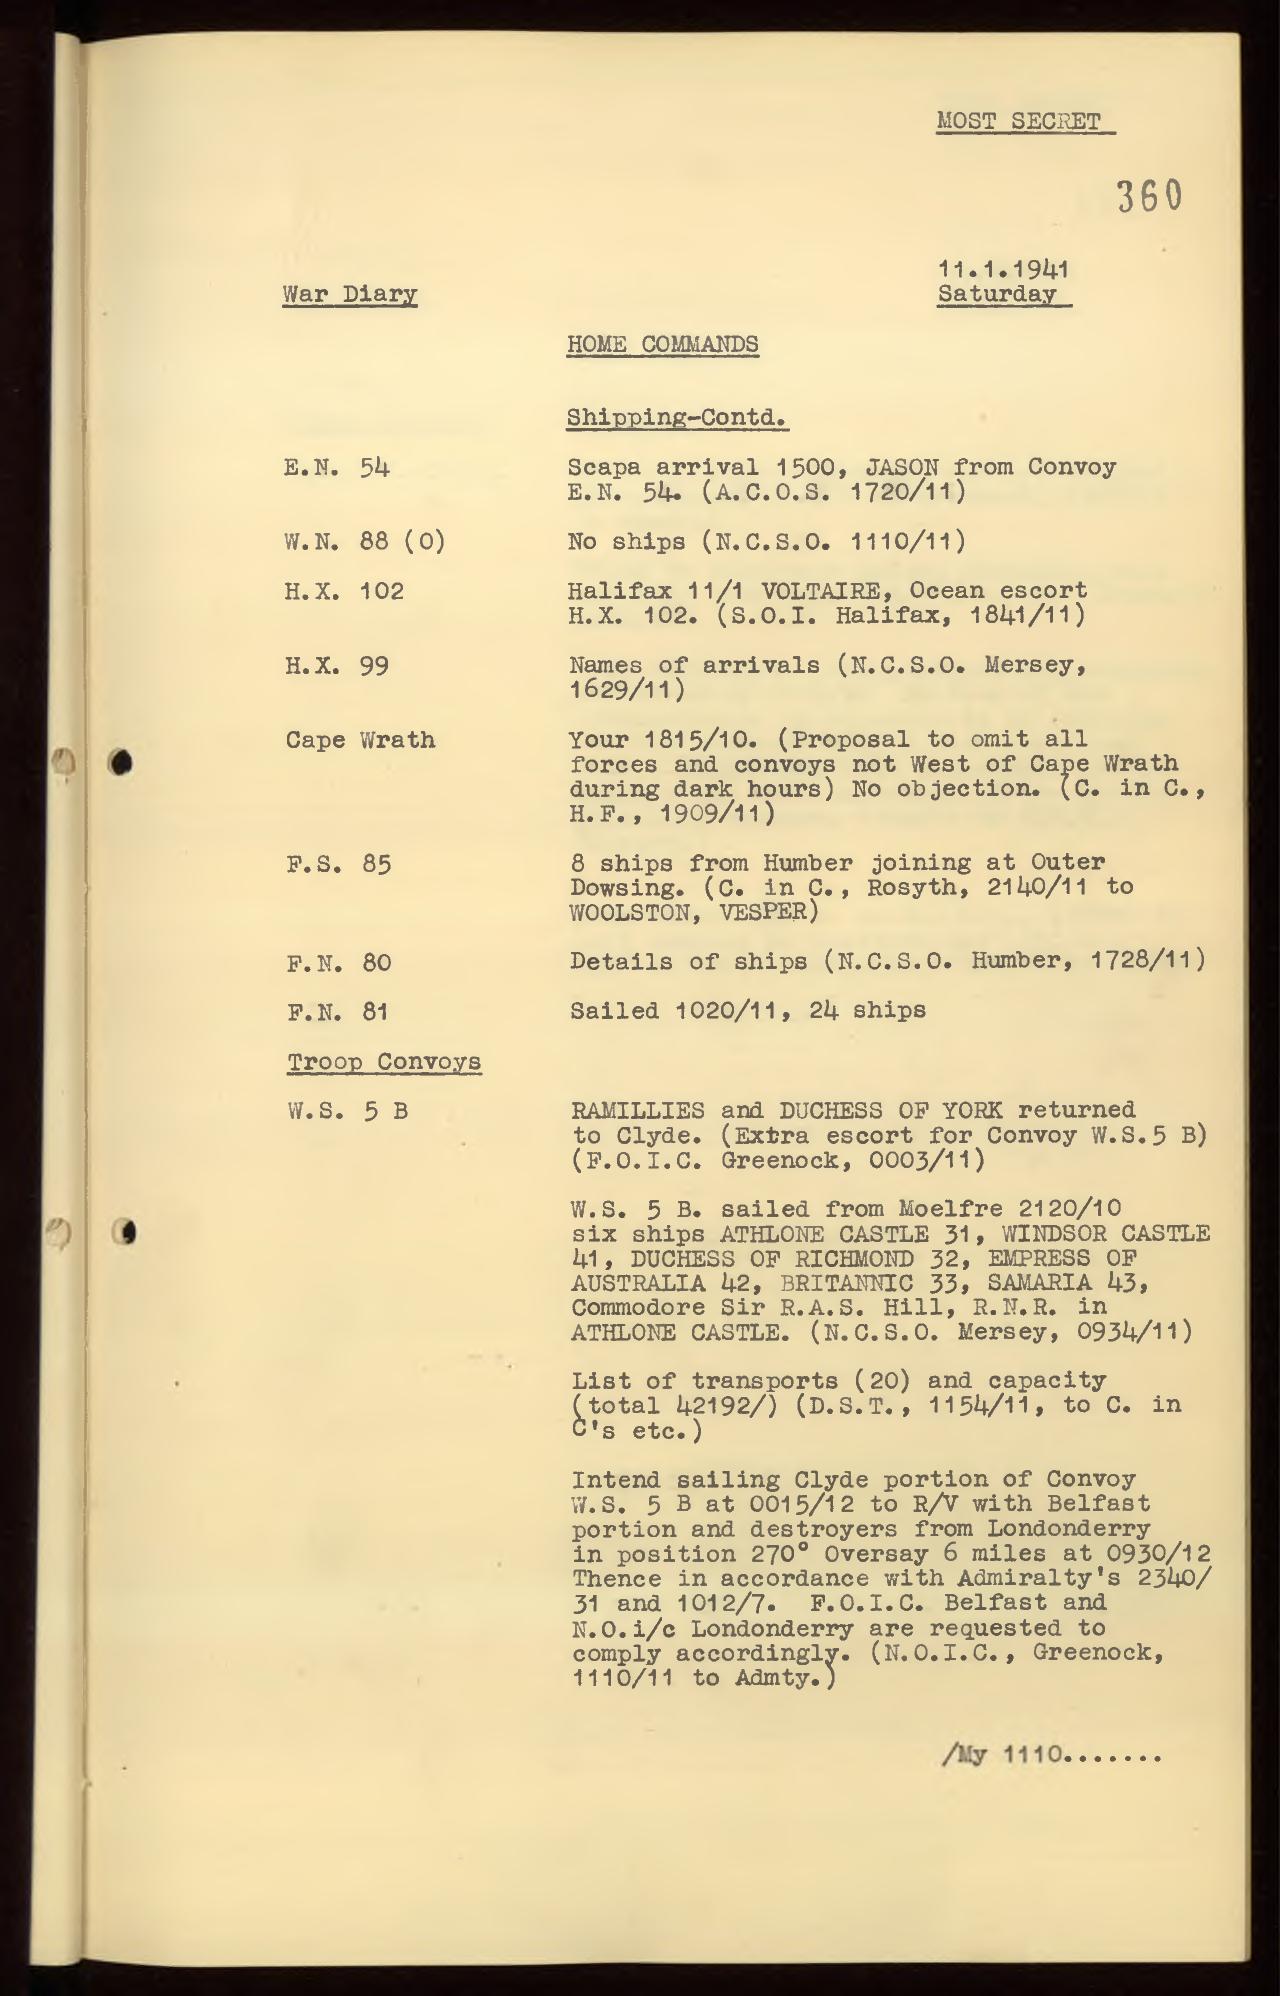 MOST SECRET
360
11.1.1941
War Diary Saturday
HOME COMMANDS
Shipping-Contd.
E.N. 54 Scapa arrival 1500, JASON from Convoy
E.N. 54. (A.C.O.S. 1720/11)
W.N. 88 (O) No ships (N.C.S.O. 1110/11)
H.X. 102 Halifax 11/1 VOLTAIRE, Ocean escort
H.X. 102. (S.O.I. Halifax, 1841/11)
H.X. 99 Names of arrivals (N.C.S.O. Mersey,
1629/11)
Cape Wrath Your 1815/10. (Proposal to omit all
forces and convoys not West of Cape Wrath
during dark hours) No objection. (C. in C.,
H.F., 1909/11)
F.S. 85 8 ships from Humber joining at Outer
Dowsing. (C. in C., Rosyth, 2140/11 to
WOOLSTON, VESPER)
F.N. 80 Details of ships (N.C.S.O. Humber, 1728/11)
F.N. 81 Sailed 1020/11, 24 ships
Troop Convoys
W.S. 5 B RAMILLIES and DUCHESS OF YORK returned
to Clyde. (Extra escort for Convoy W.S.5 B)
(F.O.I.C. Greenock, 0003/11)
W.S. 5 B. sailed from Moelfre 2120/10
six ships ATHLONE CASTLE 31, WINDSOR CASTLE
41, DUCHESS OF RICHMOND 32, EMPRESS OF
AUSTRALIA 42, BRITANNIC 33, SAMARIA 43,
Commodore Sir R.A.S. Hill, R.N.R. in
ATHLONE CASTLE. (N.C.S.O. Mersey, 0934/11)
List of transports (20) and capacity
(total 42192/) (D.S.T., 1154/11, to C. in
C's etc.)
Intend sailing Clyde portion of Convoy
W.S. 5 B at 0015/12 to R/V with Belfast
portion and destroyers from Londonderry
in position 270° Oversay 6 miles at 0930/12
Thence in accordance with Admiralty's 2340/
31 and 1012/7. F.O.I.C. Belfast and
N.O.i/c Londonderry are requested to
comply accordingly. (N.O.I.C., Greenock,
1110/11 to Admty.)
/My 1110.......